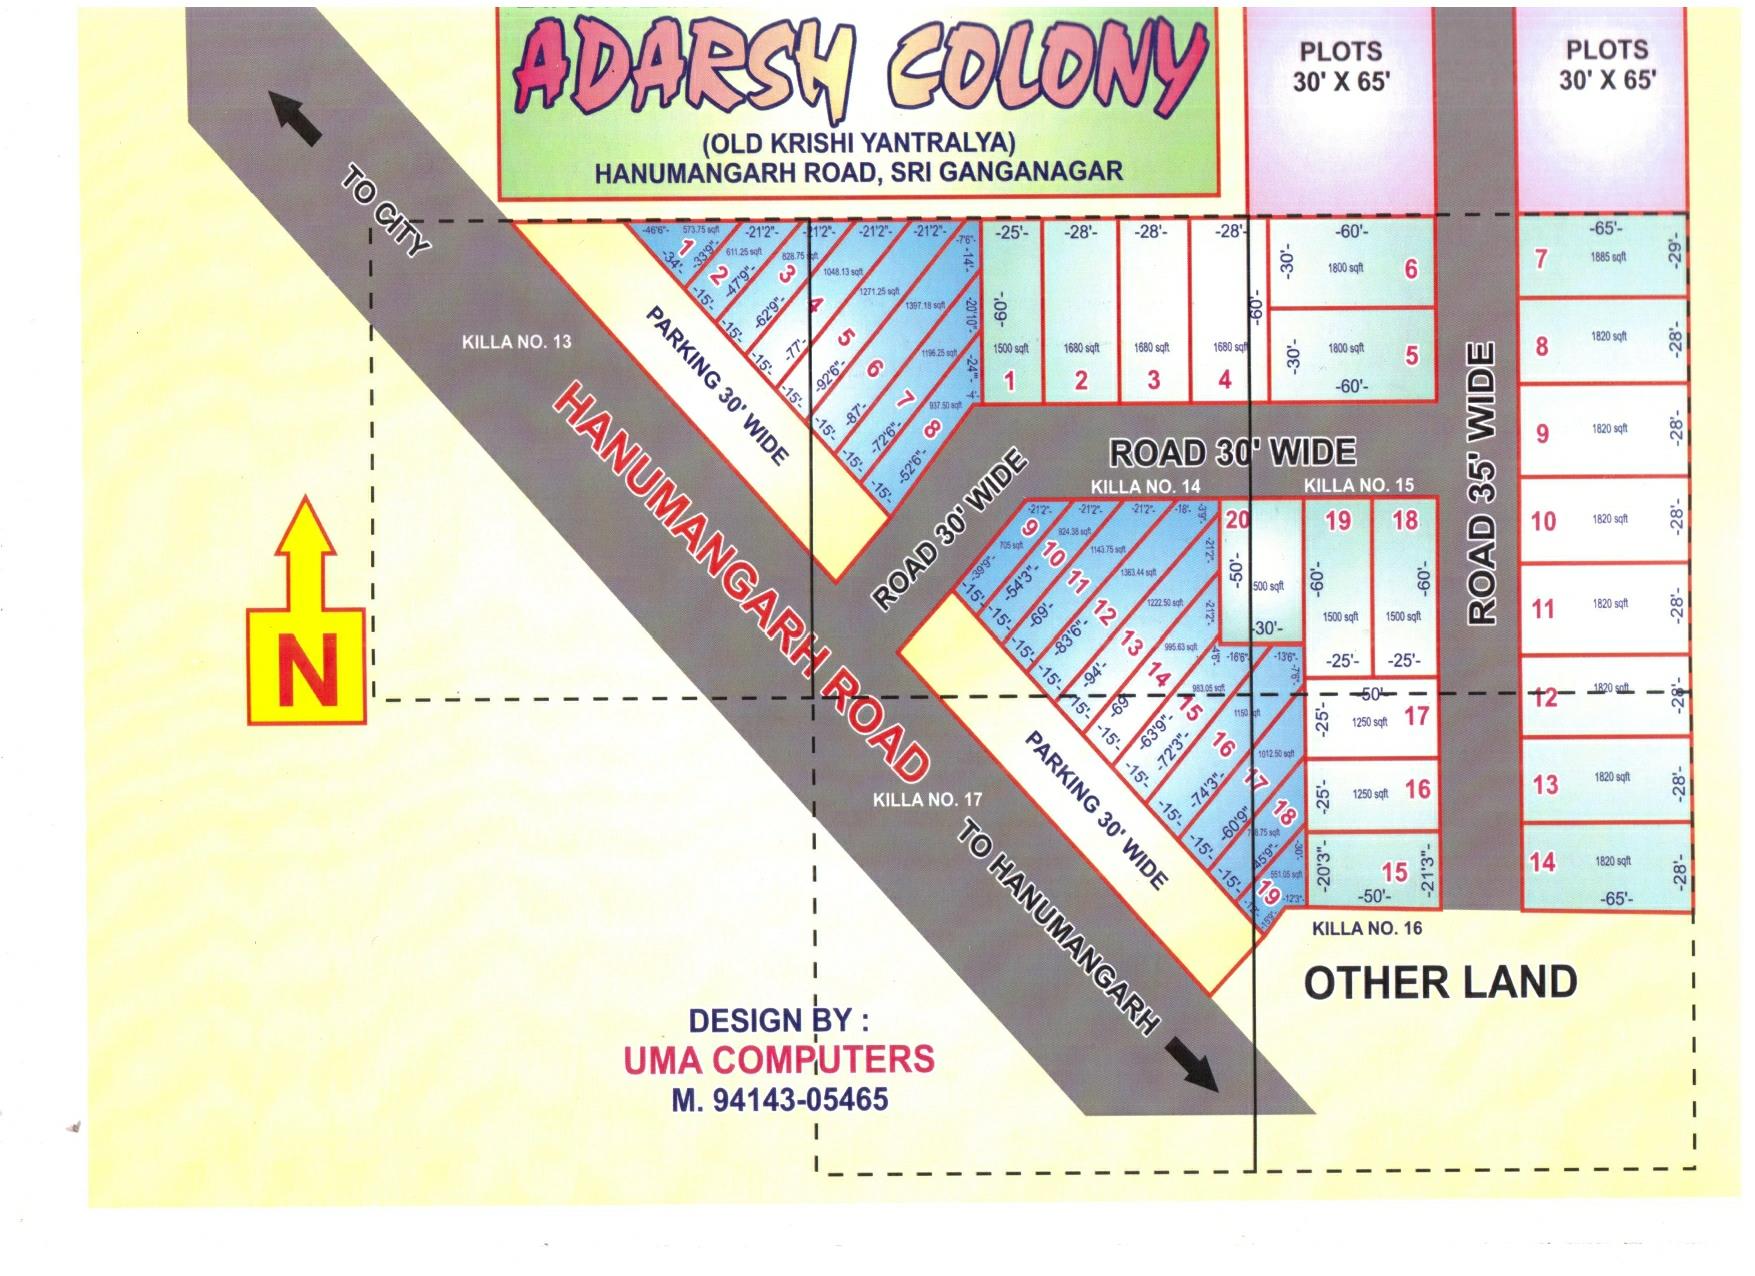 ADARSH COLONY
(OLD KRISHI YANTRALYA)
HANUMANGARH ROAD, SRI GANGANAGAR
PLOTS
30' X 65'
PLOTS
30' X 65'
TO CITY
KILLA NO. 13
HANUMANGARH ROAD
PARKING 30' WIDE
-46'6"- 573.75 sqft -21'2"- -21'2"- -21'2"- -21'2"- -7'6"-
1 -34'- -33'9"-
2 611.25 sqft -15'- -47'9"-
3 828.75 sqft -15'- -62'9"-
4 1048.13 sqft -15'- -77'-
5 1271.25 sqft -15'- -92'6"-
6 1397.18 sqft -15'- -87'- -14'-
7 1196.25 sqft -15'- -72'6"- -20'10"-
8 937.50 sqft -15'- -52'6"- -24'- -4'-
-25'- -28'- -28'- -28'-
-60'- -60'-
1500 sqft 1680 sqft 1680 sqft 1680 sqft
1 2 3 4
-60'-
-30'- 1800 sqft 6
-30'- 1800 sqft 5
-60'-
ROAD 30' WIDE
ROAD 30' WIDE
ROAD 35' WIDE
KILLA NO. 14
KILLA NO. 15
-21'2"- -21'2"- -21'2"- -18'- -3'9"-
9 705 sqft -39'9"- -15'-
10 924.38 sqft -54'3"- -15'-
11 1143.75 sqft -69'- -15'-
12 1363.44 sqft -83'6"- -15'- -21'2"-
13 1222.50 sqft -94'- -15'- -21'2"-
14 995.63 sqft -69' -15'-
15 983.05 sqft -63'9"- -72'3"- -15'- -16'6"-
16 1150 sqft -74'3"- -15'- -13'6"-
17 1012.50 sqft -60'9"- -15'- -7'6"-
18 -45'9"- -15'- -30'-
19 551.05 sqft -12'3"-
20 -50'- 500 sqft -30'-
19 -60'- 1500 sqft -25'-
18 -60'- 1500 sqft -25'-
-50'-
-25'- 1250 sqft 17
-25'- 1250 sqft 16
-20'3"- 15 -21'3"-
-50'-
-65'-
7 1885 sqft -29'-
8 1820 sqft -28'-
9 1820 sqft -28'-
10 1820 sqft -28'-
11 1820 sqft -28'-
12 1820 sqft -28'-
13 1820 sqft -28'-
14 1820 sqft -28'-
-65'-
N
KILLA NO. 17
PARKING 30' WIDE
TO HANUMANGARH
KILLA NO. 16
OTHER LAND
DESIGN BY :
UMA COMPUTERS
M. 94143-05465